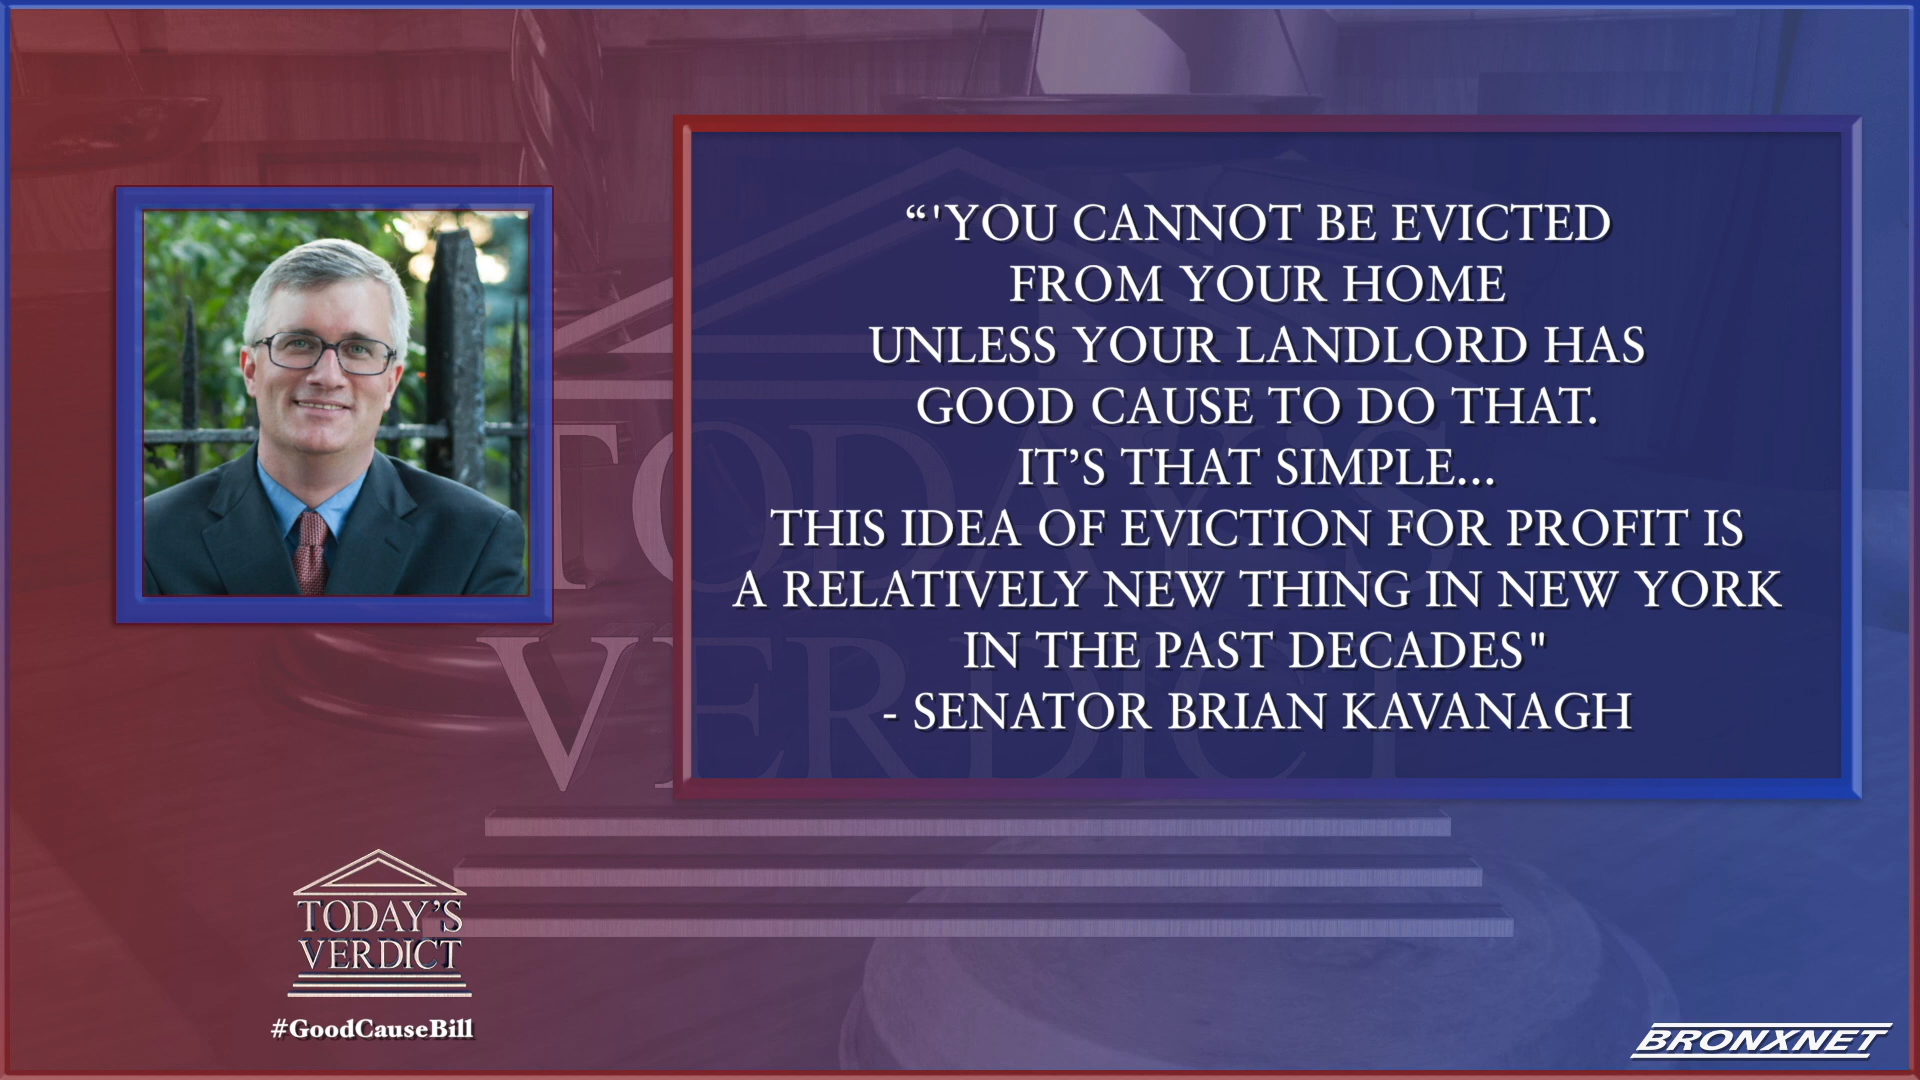 “'YOU CANNOT BE EVICTED
FROM YOUR HOME
UNLESS YOUR LANDLORD HAS
GOOD CAUSE TO DO THAT.
IT’S THAT SIMPLE...
THIS IDEA OF EVICTION FOR PROFIT IS
A RELATIVELY NEW THING IN NEW YORK
IN THE PAST DECADES"
- SENATOR BRIAN KAVANAGH
TODAY'S
VERDICT
TODAY’S
VERDICT
#GoodCauseBill
BRONXNET